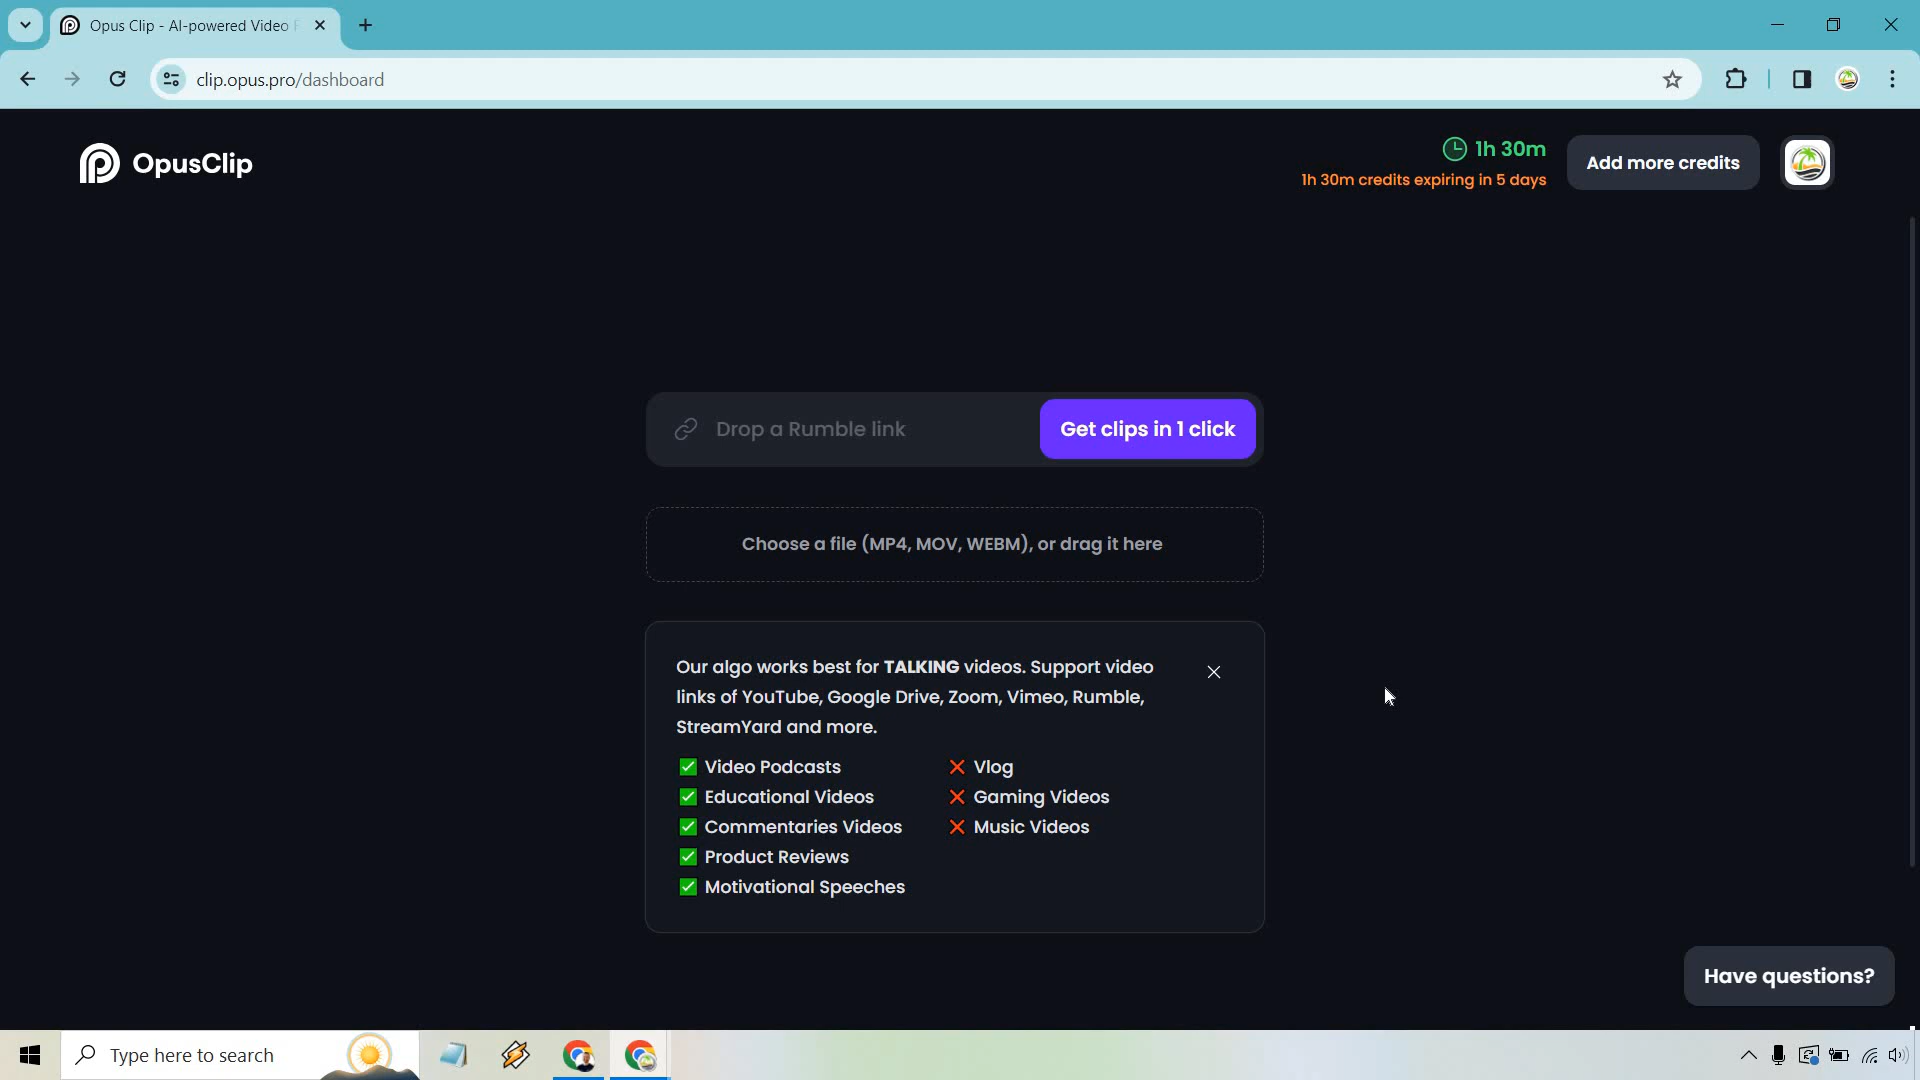 Opus Clip - AI-powered Video
clip.opus.pro/dashboard
OpusClip
1h 30m
1h 30m credits expiring in 5 days
Add more credits
Drop a Rumble link
Get clips in 1 click
Choose a file (MP4, MOV, WEBM), or drag it here
Our algo works best for TALKING videos. Support video
links of YouTube, Google Drive, Zoom, Vimeo, Rumble,
StreamYard and more.
✅ Video Podcasts
❌ Vlog
✅ Educational Videos
❌ Gaming Videos
✅ Commentaries Videos
❌ Music Videos
✅ Product Reviews
✅ Motivational Speeches
Have questions?
Type here to search